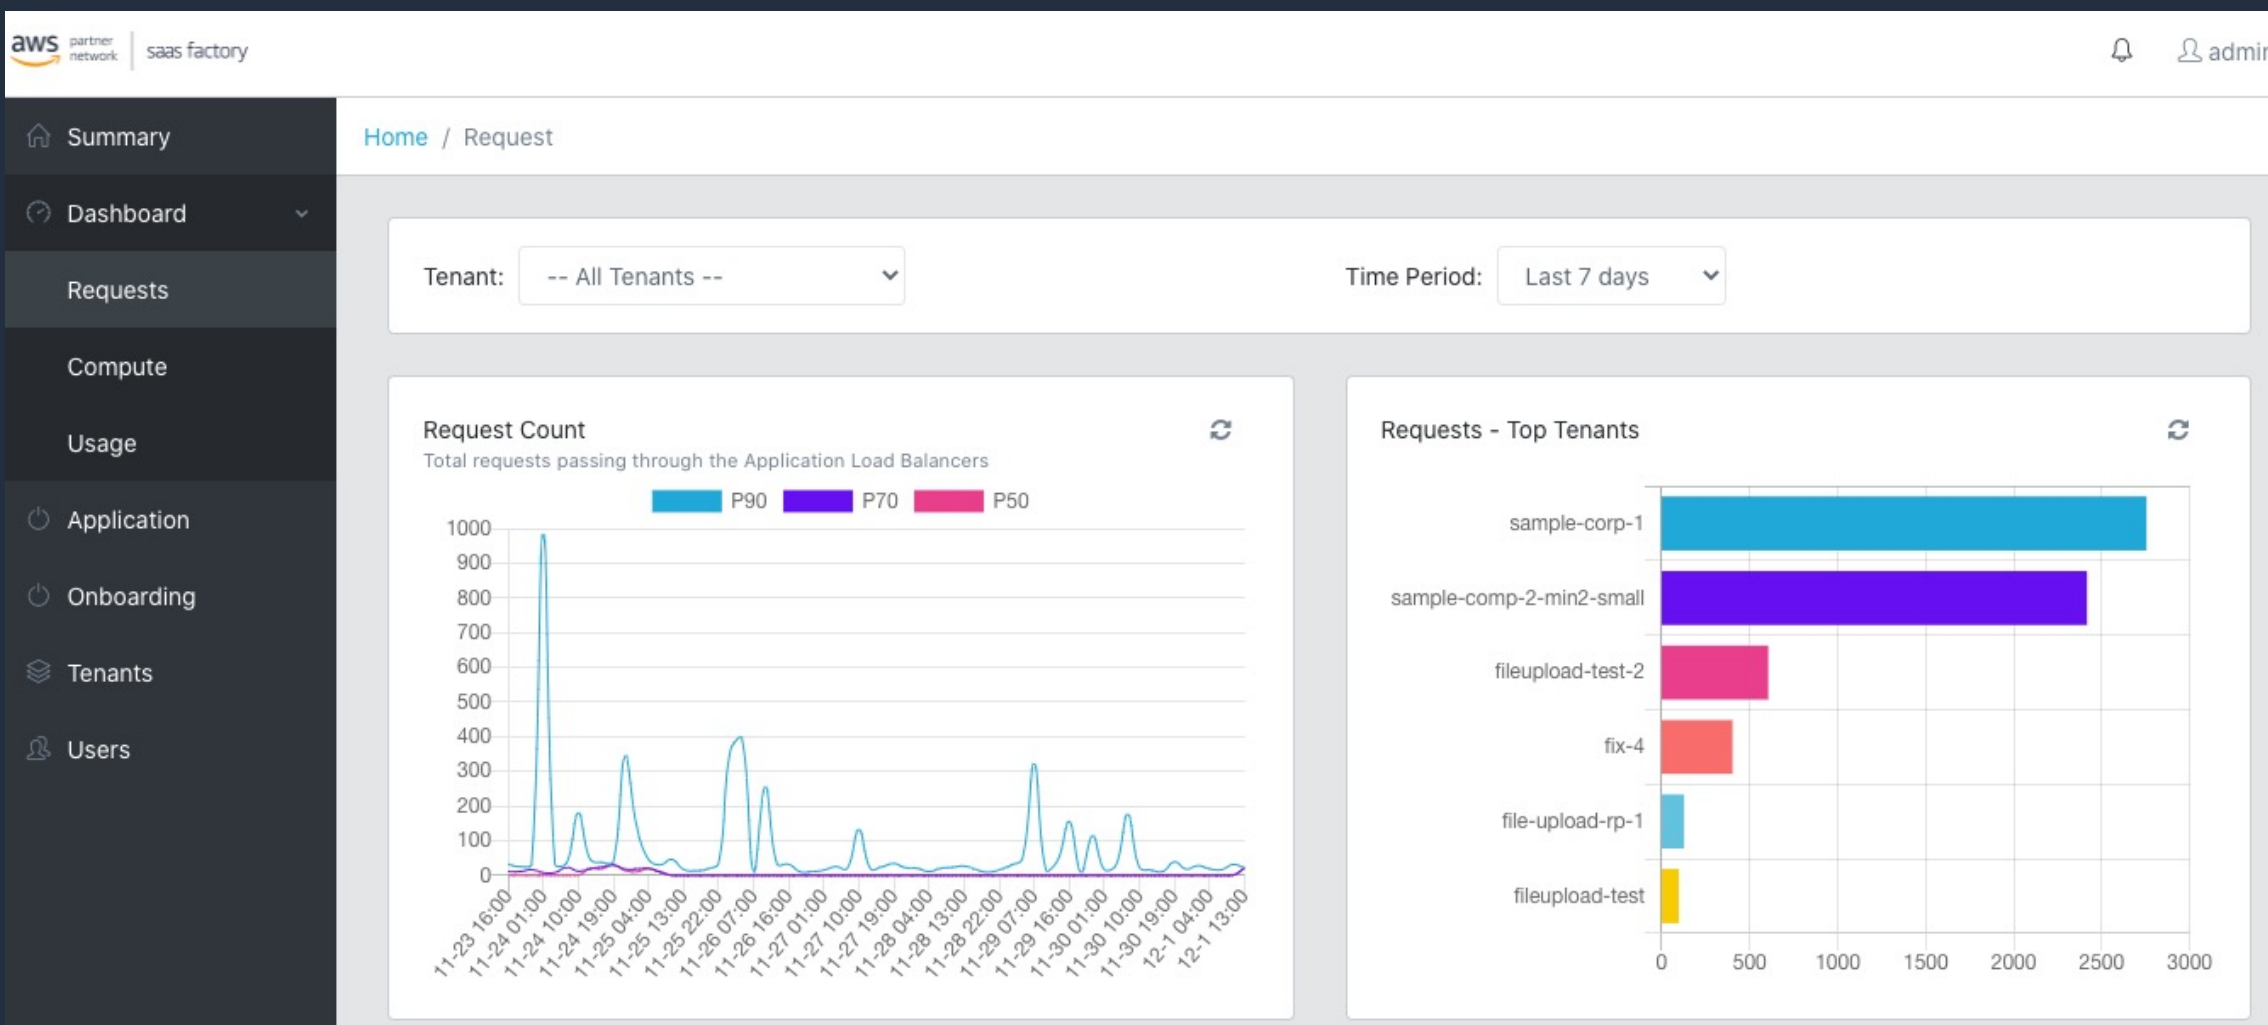 aws partner network saas factory
admin
Summary
Dashboard
Requests
Compute
Usage
Application
Onboarding
Tenants
Users
Home / Request
Tenant: -- All Tenants --
Time Period: Last 7 days
Request Count
Total requests passing through the Application Load Balancers
P90 P70 P50
1000
900
800
700
600
500
400
300
200
100
0
11-23 16:00
11-24 01:00
11-24 10:00
11-24 19:00
11-25 04:00
11-25 13:00
11-25 22:00
11-26 07:00
11-26 16:00
11-27 01:00
11-27 10:00
11-27 19:00
11-28 04:00
11-28 13:00
11-28 22:00
11-29 07:00
11-29 16:00
11-30 01:00
11-30 10:00
11-30 19:00
12-1 04:00
12-1 13:00
Requests - Top Tenants
sample-corp-1
sample-comp-2-min2-small
fileupload-test-2
fix-4
file-upload-rp-1
fileupload-test
0 500 1000 1500 2000 2500 3000